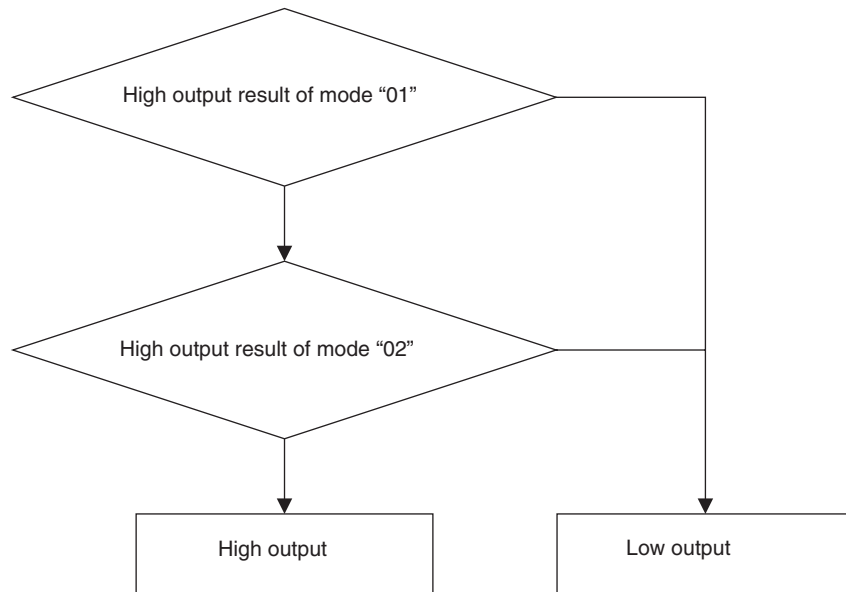 High output result of mode “01”
High output result of mode “02”
High output
Low output